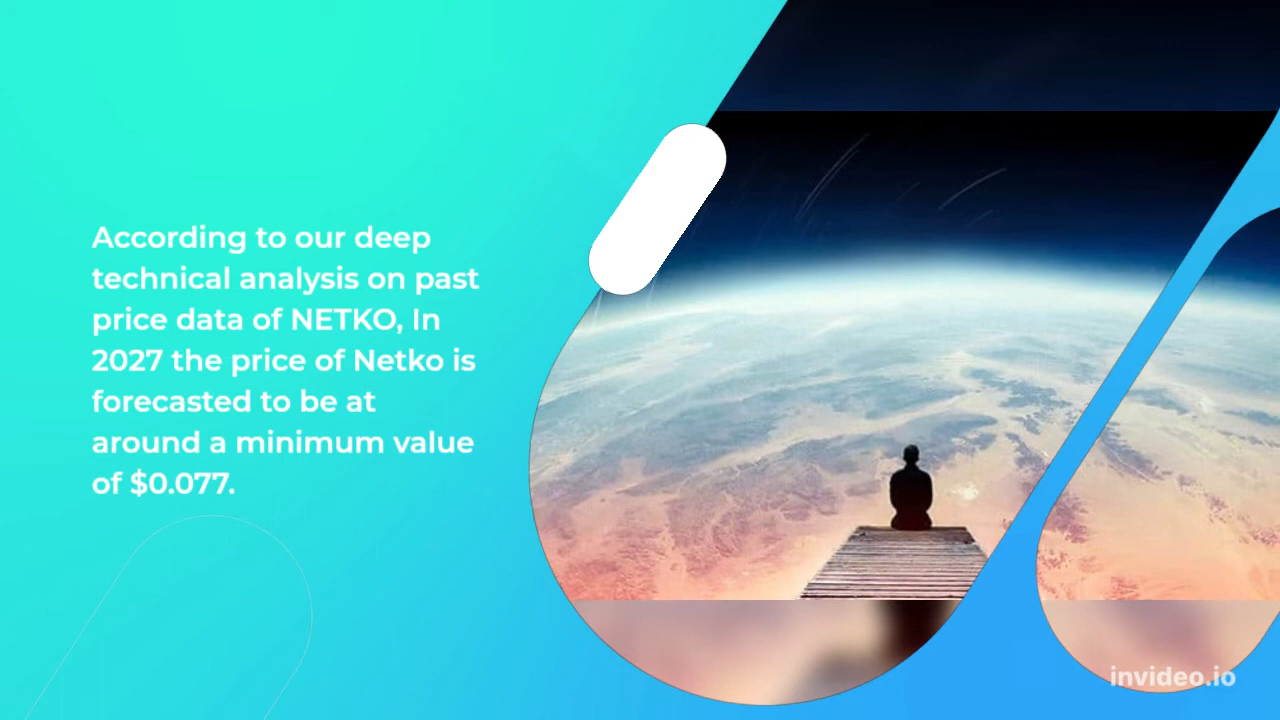 According to our deep
technical analysis on past
price data of NETKO, In
2027 the price of Netko is
forecasted to be at
around a minimum value
of $0.077.
invideo.io